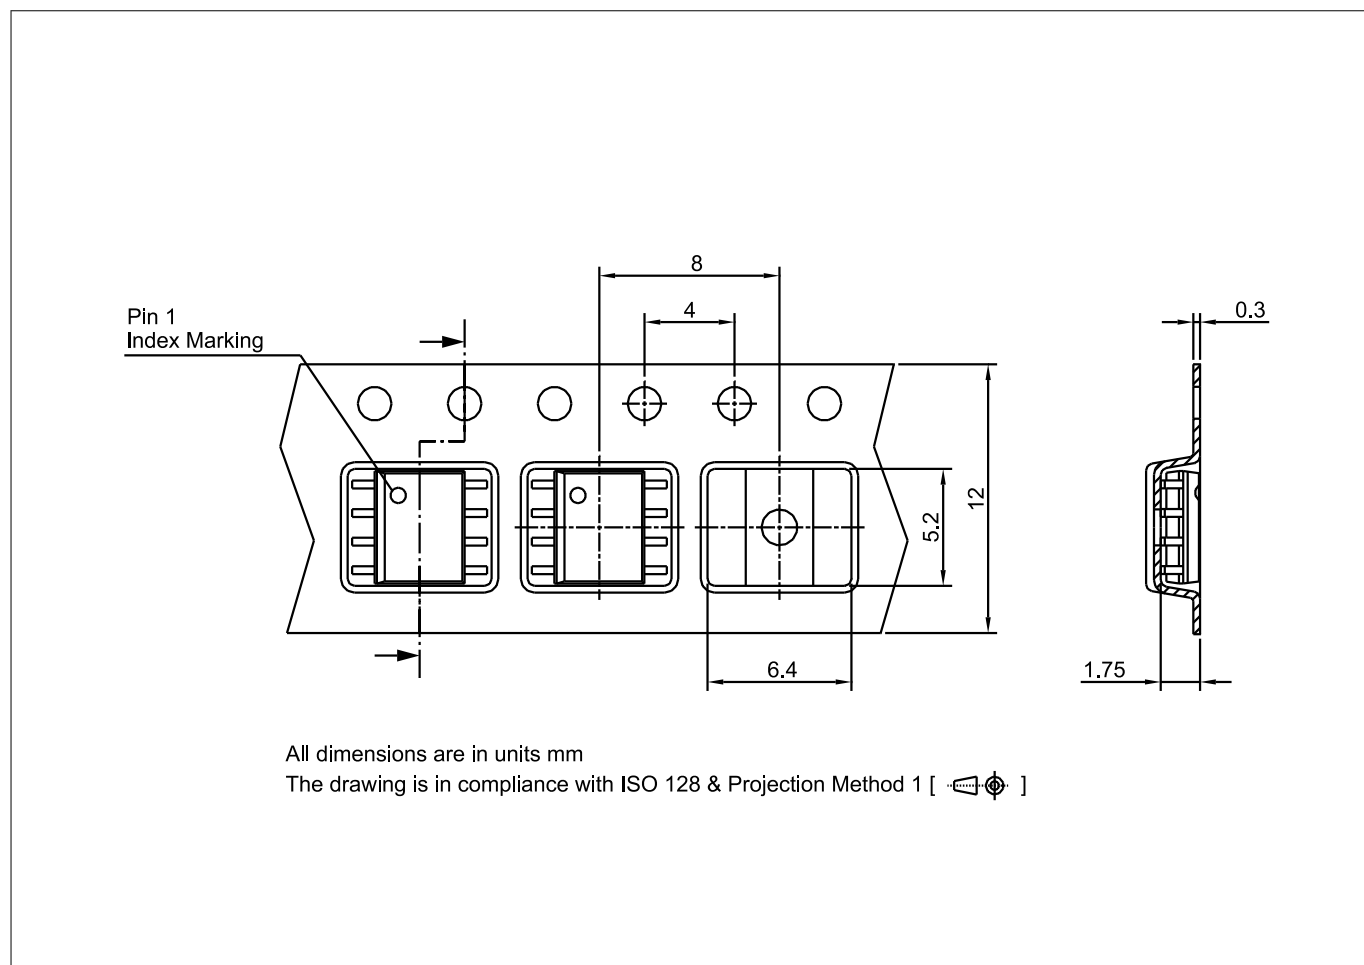 8
4
0.3
Pin 1
Index Marking
5.2
12
6.4
1.75
All dimensions are in units mm
The drawing is in compliance with ISO 128 & Projection Method 1 [ ]